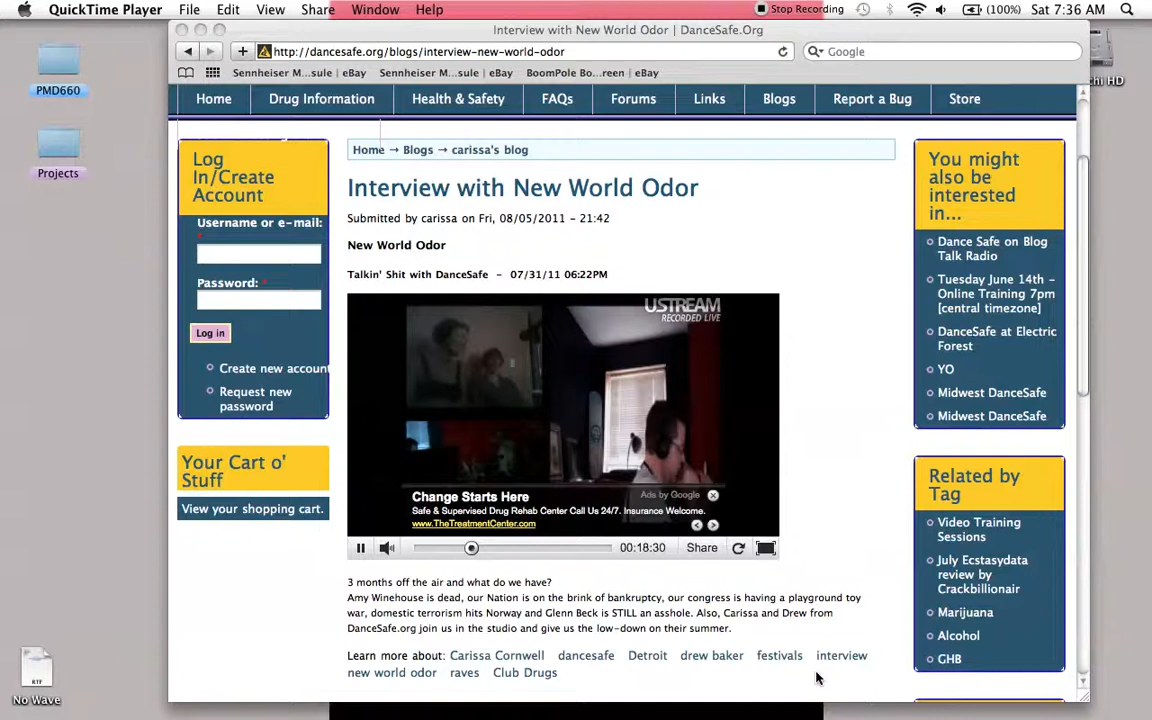 QuickTime Player File Edit View Share Window Help Stop Recording (100%) Sat 7:36 AM
Interview with New World Odor | DanceSafe.Org
http://dancesafe.org/blogs/interview-new-world-odor
Google
Sennheiser M...sule | eBay Sennheiser M...sule | eBay BoomPole Bo...reen | eBay
Home Drug Information Health & Safety FAQs Forums Links Blogs Report a Bug Store
PMD660
Projects
No Wave
RTF
Log
In/Create
Account
Username or e-mail:
*
Password: *
Log in
Create new account
Request new
password
Your Cart o'
Stuff
View your shopping cart.
Home → Blogs → carissa's blog
Interview with New World Odor
Submitted by carissa on Fri, 08/05/2011 - 21:42
New World Odor
Talkin' Shit with DanceSafe - 07/31/11 06:22PM
USTREAM
RECORDED LIVE
Change Starts Here
Ads by Google
Safe & Supervised Drug Rehab Center Call Us 24/7. Insurance Welcome.
www.TheTreatmentCenter.com
00:18:30 Share
3 months off the air and what do we have?
Amy Winehouse is dead, our Nation is on the brink of bankruptcy, our congress is having a playground toy
war, domestic terrorism hits Norway and Glenn Beck is STILL an asshole. Also, Carissa and Drew from
DanceSafe.org join us in the studio and give us the low-down on their summer.
Learn more about: Carissa Cornwell dancesafe Detroit drew baker festivals interview
new world odor raves Club Drugs
You might
also be
interested
in...
Dance Safe on Blog
Talk Radio
Tuesday June 14th -
Online Training 7pm
[central timezone]
DanceSafe at Electric
Forest
YO
Midwest DanceSafe
Midwest DanceSafe
Related by
Tag
Video Training
Sessions
July Ecstasydata
review by
Crackbillionair
Marijuana
Alcohol
GHB